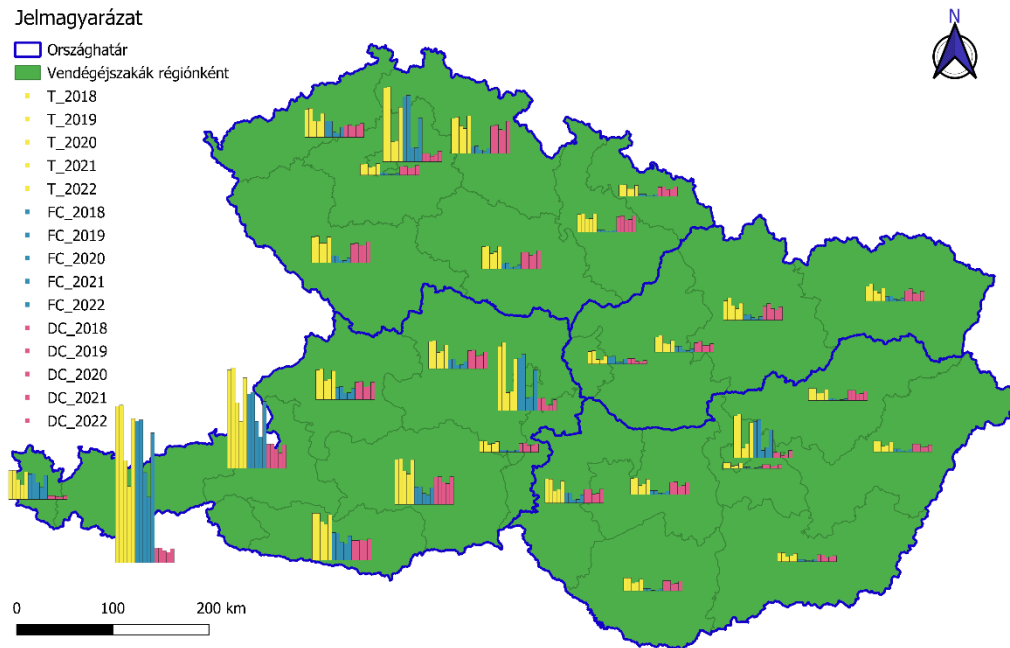 Jelmagyarázat
Országhatár
Vendégéjszakák régiónként
T_2018
T_2019
T_2020
T_2021
T_2022
FC_2018
FC_2019
FC_2020
FC_2021
FC_2022
DC_2018
DC_2019
DC_2020
DC_2021
DC_2022
N
0 100 200 km